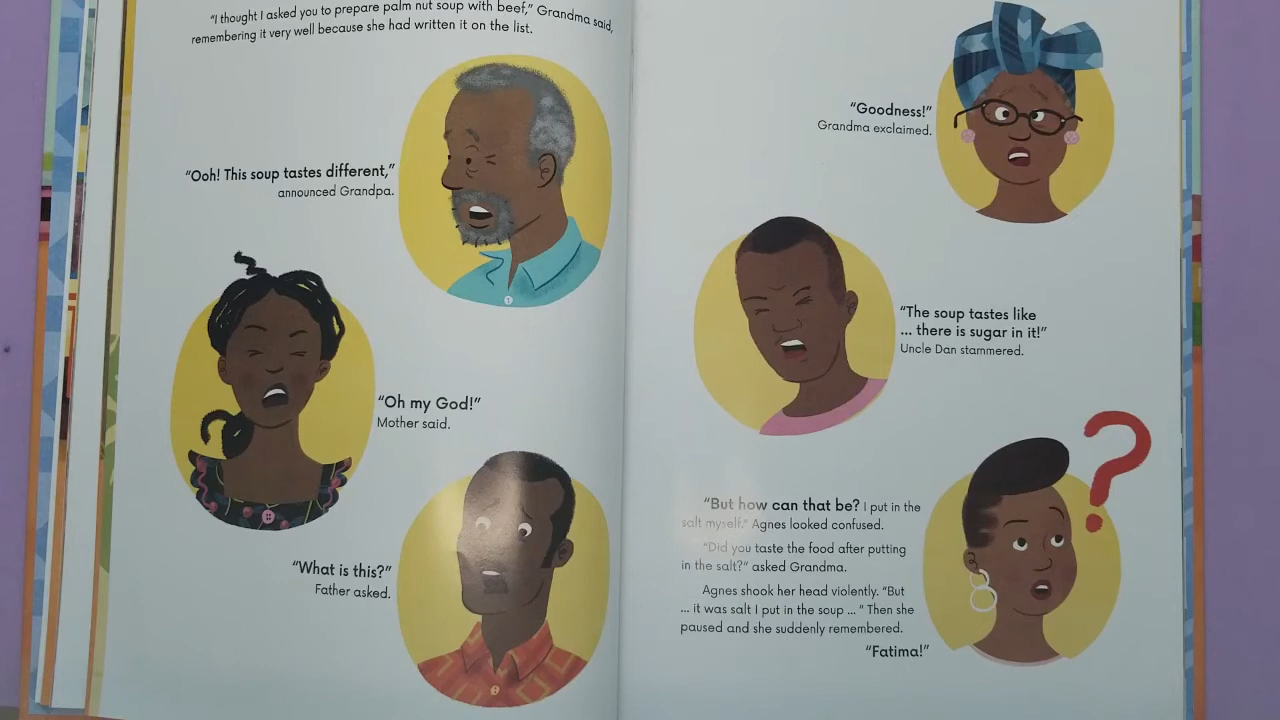 "I thought I asked you to prepare palm nut soup with beef," Grandma said,
remembering it very well because she had written it on the list.
"Ooh! This soup tastes different,"
announced Grandpa.
"Oh my God!"
Mother said.
"What is this?"
Father asked.
"Goodness!"
Grandma exclaimed.
"The soup tastes like
... there is sugar in it!"
Uncle Dan stammered.
"But how can that be? I put in the
salt myself." Agnes looked confused.
"Did you taste the food after putting
in the salt?" asked Grandma.
Agnes shook her head violently. "But
... it was salt I put in the soup ... " Then she
paused and she suddenly remembered.
"Fatima!"
?